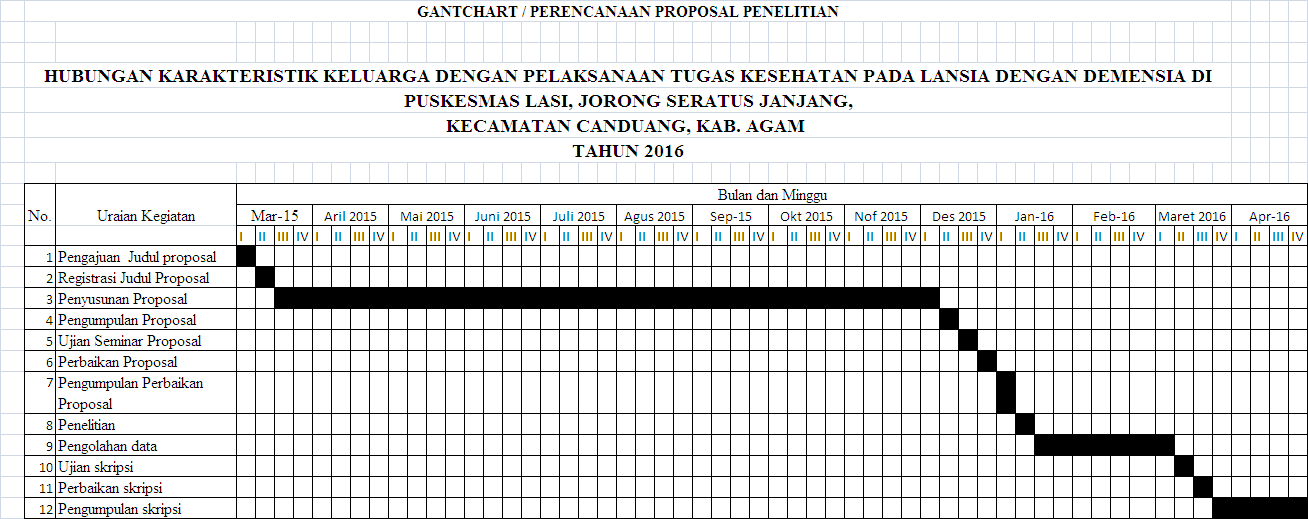 GANTCHART / PERENCANAAN PROPOSAL PENELITIAN
HUBUNGAN KARAKTERISTIK KELUARGA DENGAN PELAKSANAAN TUGAS KESEHATAN PADA LANSIA DENGAN DEMENSIA DI
PUSKESMAS LASI, JORONG SERATUS JANJANG,
KECAMATAN CANDUANG, KAB. AGAM
TAHUN 2016
No. Uraian Kegiatan Bulan dan Minggu
Mar-15 Aril 2015 Mai 2015 Juni 2015 Juli 2015 Agus 2015 Sep-15 Okt 2015 Nof 2015 Des 2015 Jan-16 Feb-16 Maret 2016 Apr-16
I II III IV I II III IV I II III IV I II III IV I II III IV I II III IV I II III IV I II III IV I II III IV I II III IV I II III IV I II III IV I II III IV I II III IV
1 Pengajuan Judul proposal
2 Registrasi Judul Proposal
3 Penyusunan Proposal
4 Pengumpulan Proposal
5 Ujian Seminar Proposal
6 Perbaikan Proposal
7 Pengumpulan Perbaikan
Proposal
8 Penelitian
9 Pengolahan data
10 Ujian skripsi
11 Perbaikan skripsi
12 Pengumpulan skripsi